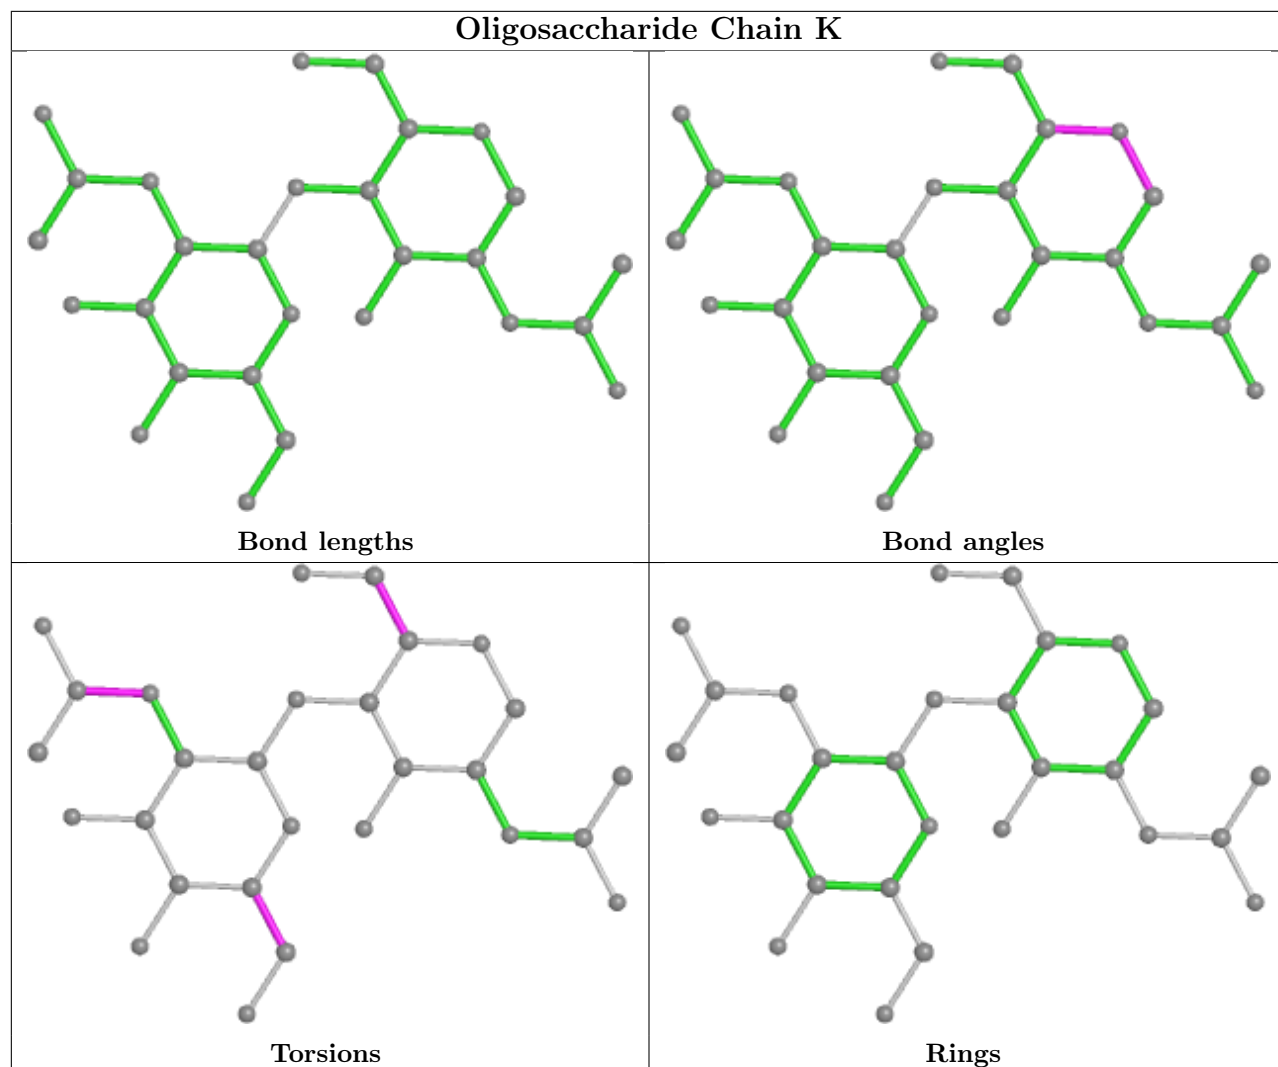 Oligosaccharide Chain K
Bond lengths
Bond angles
Torsions
Rings